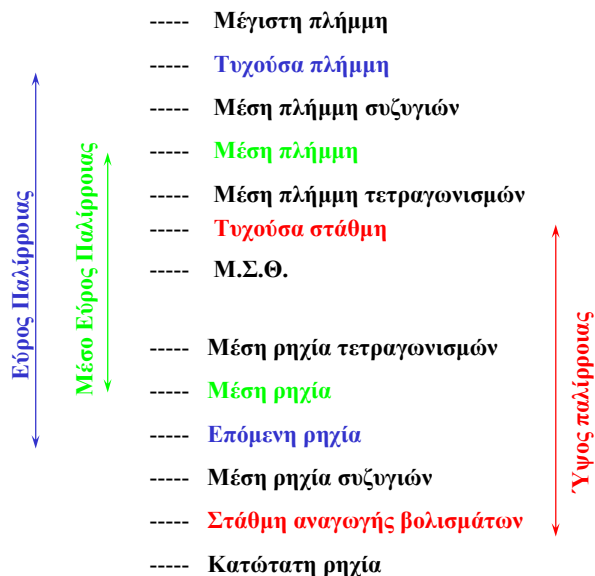 ----- Μέγιστη πλήμμη
----- Τυχούσα πλήμμη
----- Μέση πλήμμη συζυγιών
----- Μέση πλήμμη
----- Μέση πλήμμη τετραγωνισμών
----- Τυχούσα στάθμη
----- Μ.Σ.Θ.
----- Μέση ρηχία τετραγωνισμών
----- Μέση ρηχία
----- Επόμενη ρηχία
----- Μέση ρηχία συζυγιών
----- Στάθμη αναγωγής βολισμάτων
----- Κατώτατη ρηχία
Εύρος Παλίρροιας
Μέσο Εύρος Παλίρροιας
Ύψος παλίρροιας